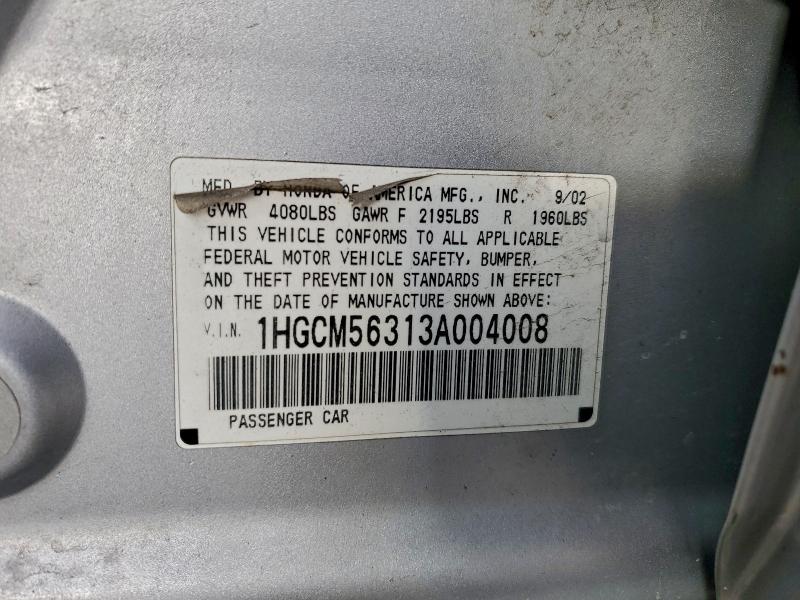 MFD. BY HONDA OF AMERICA MFG., INC. 9/02
GVWR 4080LBS GAWR F 2195LBS R 1960LBS
THIS VEHICLE CONFORMS TO ALL APPLICABLE
FEDERAL MOTOR VEHICLE SAFETY, BUMPER,
AND THEFT PREVENTION STANDARDS IN EFFECT
ON THE DATE OF MANUFACTURE SHOWN ABOVE:
V.I.N. 1HGCM56313A004008
PASSENGER CAR